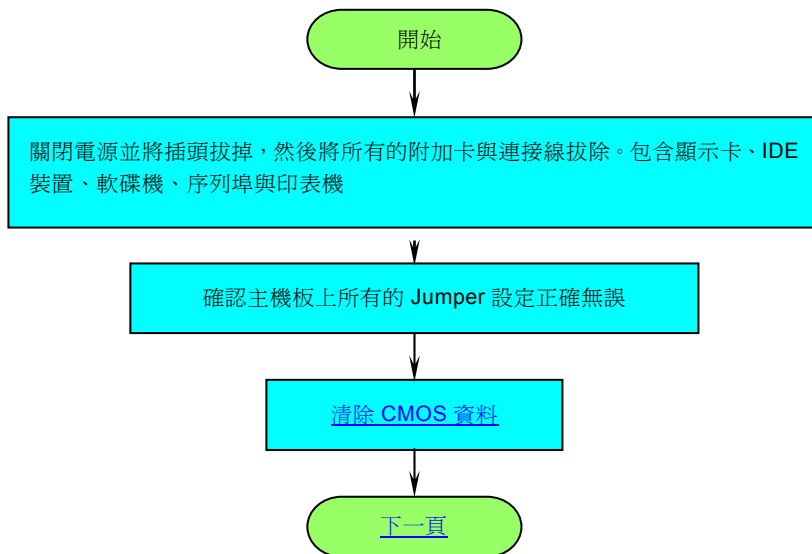 開始
關閉電源並將插頭拔掉，然後將所有的附加卡與連接線拔除。包含顯示卡、IDE
裝置、軟碟機、序列埠與印表機
確認主機板上所有的 Jumper 設定正確無誤
清除 CMOS 資料
下一頁